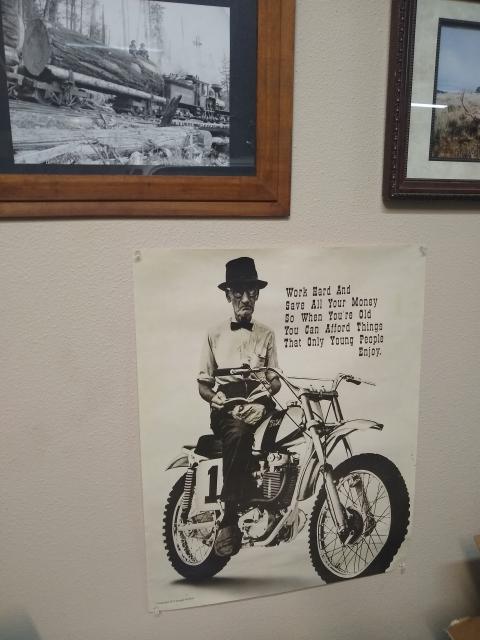 Work Hard And
Save All Your Money
So When You're Old
You Can Afford Things
That Only Young People
Enjoy.
1